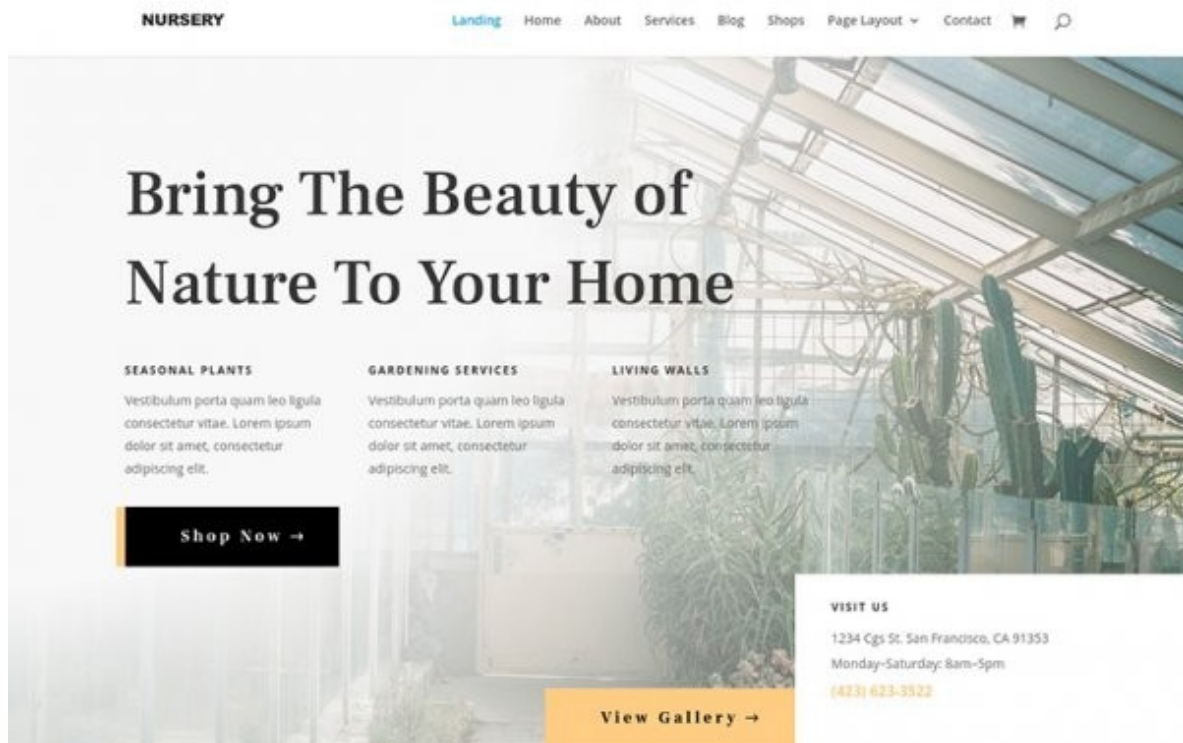 NURSERY
Landing Home About Services Blog Shops Page Layout Contact
Bring The Beauty of
Nature To Your Home
SEASONAL PLANTS
Vestibulum porta quam leo ligula
consectetur vitae. Lorem ipsum
dolor sit amet, consectetur
adipiscing elit.
GARDENING SERVICES
Vestibulum porta quam leo ligula
consectetur vitae. Lorem ipsum
dolor sit amet, consectetur
adipiscing elit.
LIVING WALLS
Vestibulum porta quam leo ligula
consectetur vitae. Lorem ipsum
dolor sit amet, consectetur
adipiscing elit.
Shop Now →
VISIT US
1234 Cgs St. San Francisco, CA 91353
Monday–Saturday: 8am–5pm
(423) 623-3522
View Gallery →